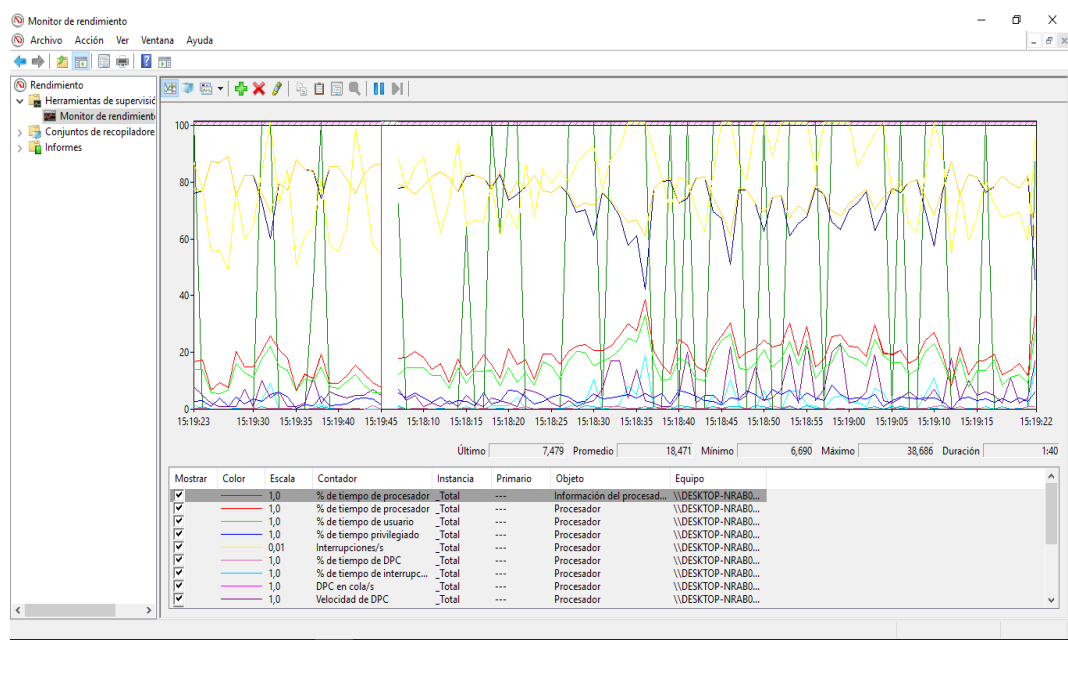 Monitor de rendimiento
Archivo Acción Ver Ventana Ayuda
Rendimiento
Herramientas de supervisió
Monitor de rendimiento
Conjuntos de recopiladore
Informes
100
80
60
40
20
0
15:19:23 15:19:30 15:19:35 15:19:40 15:19:45 15:18:10 15:18:15 15:18:20 15:18:25 15:18:30 15:18:35 15:18:40 15:18:45 15:18:50 15:18:55 15:19:00 15:19:05 15:19:10 15:19:15 15:19:22
Último 7,479 Promedio 18,471 Mínimo 6,690 Máximo 38,686 Duración 1:40
Mostrar Color Escala Contador Instancia Primario Objeto Equipo
1,0 % de tiempo de procesador _Total --- Información del procesad... \\DESKTOP-NRAB0...
1,0 % de tiempo de procesador _Total --- Procesador \\DESKTOP-NRAB0...
1,0 % de tiempo de usuario _Total --- Procesador \\DESKTOP-NRAB0...
1,0 % de tiempo privilegiado _Total --- Procesador \\DESKTOP-NRAB0...
0,01 Interrupciones/s _Total --- Procesador \\DESKTOP-NRAB0...
1,0 % de tiempo de DPC _Total --- Procesador \\DESKTOP-NRAB0...
1,0 % de tiempo de interrupc... _Total --- Procesador \\DESKTOP-NRAB0...
1,0 DPC en cola/s _Total --- Procesador \\DESKTOP-NRAB0...
1,0 Velocidad de DPC _Total --- Procesador \\DESKTOP-NRAB0...